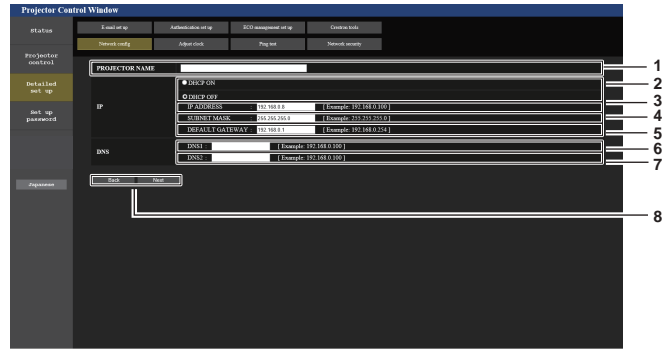 Projector Control Window
Status
Projector control
Detailed set up
Set up password
Japanese
E-mail set up
Authentication set up
ECO management set up
Crestron tools
Network config
Adjust clock
Ping test
Network security
PROJECTOR NAME
IP
DHCP ON
DHCP OFF
IP ADDRESS : 192.168.0.8 [ Example: 192.168.0.100 ]
SUBNET MASK : 255.255.255.0 [ Example: 255.255.255.0 ]
DEFAULT GATEWAY : 192.168.0.1 [ Example: 192.168.0.254 ]
DNS
DNS1 : [ Example: 192.168.0.100 ]
DNS2 : [ Example: 192.168.0.100 ]
Back Next
1
2
3
4
5
6
7
8